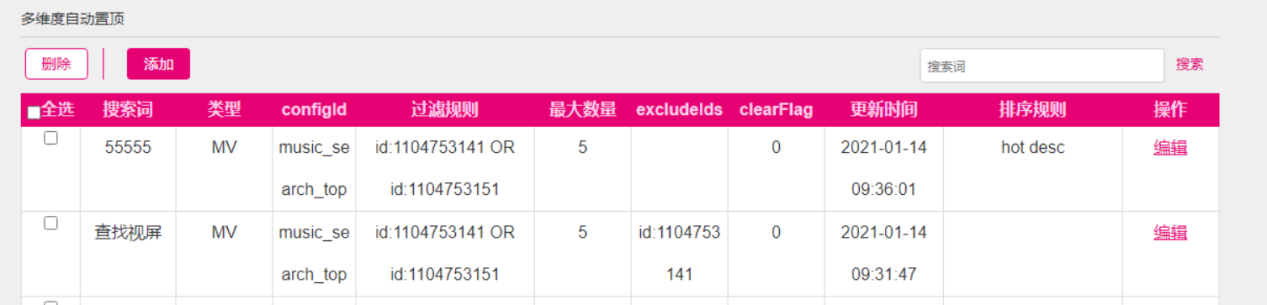 多维度自动置顶
删除 添加 搜索词 搜索
全选 搜索词 类型 configId 过滤规则 最大数量 excludeIds clearFlag 更新时间 排序规则 操作
55555 MV music_se id:1104753141 OR 5 0 2021-01-14 hot desc 编辑
arch_top id:1104753151 09:36:01
查找视屏 MV music_se id:1104753141 OR 5 id:1104753 0 2021-01-14 编辑
arch_top id:1104753151 141 09:31:47